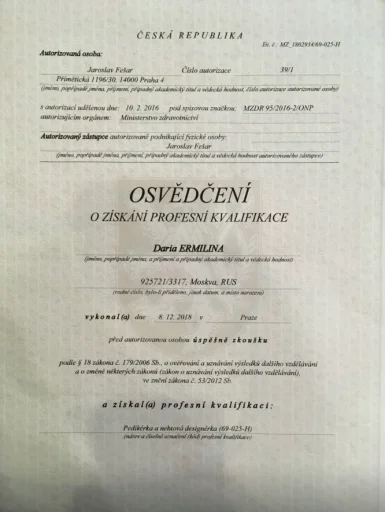 ČESKÁ REPUBLIKA
Ev. č.: MZ_1802934/69-025-H
Autorizovaná osoba:
Jaroslav Fešar Číslo autorizace 39/1
Přímětická 1196/30, 14000 Praha 4
(jméno, popřípadě jména, příjmení, případný akademický titul a vědecká hodnost, číslo autorizace autorizované osoby)
s autorizací udělenou dne: 10. 2. 2016 pod spisovou značkou: MZDR 95/2016-2/ONP
autorizujícím orgánem: Ministerstvo zdravotnictví
Autorizovaný zástupce autorizované podnikající fyzické osoby:
Jaroslav Fešar
(jméno, popřípadě jména, příjmení, případný akademický titul a vědecká hodnost autorizovaného zástupce)
OSVĚDČENÍ
O ZÍSKÁNÍ PROFESNÍ KVALIFIKACE
Daria ERMILINA
(jméno, popřípadě jména, a příjmení a případný akademický titul a vědecká hodnost)
925721/3317, Moskva, RUS
(rodné číslo, bylo-li přiděleno, jinak datum, a místo narození)
vykonal(a) dne 8. 12. 2018 v Praze
před autorizovanou osobou úspěšně zkoušku
podle § 18 zákona č. 179/2006 Sb., o ověřování a uznávání výsledků dalšího vzdělávání
a o změně některých zákonů (zákon o uznávání výsledků dalšího vzdělávání),
ve znění zákona č. 53/2012 Sb.
a získal(a) profesní kvalifikaci:
Pedikérka a nehtová designérka (69-025-H)
(název a číselné označení (kód) profesní kvalifikace)